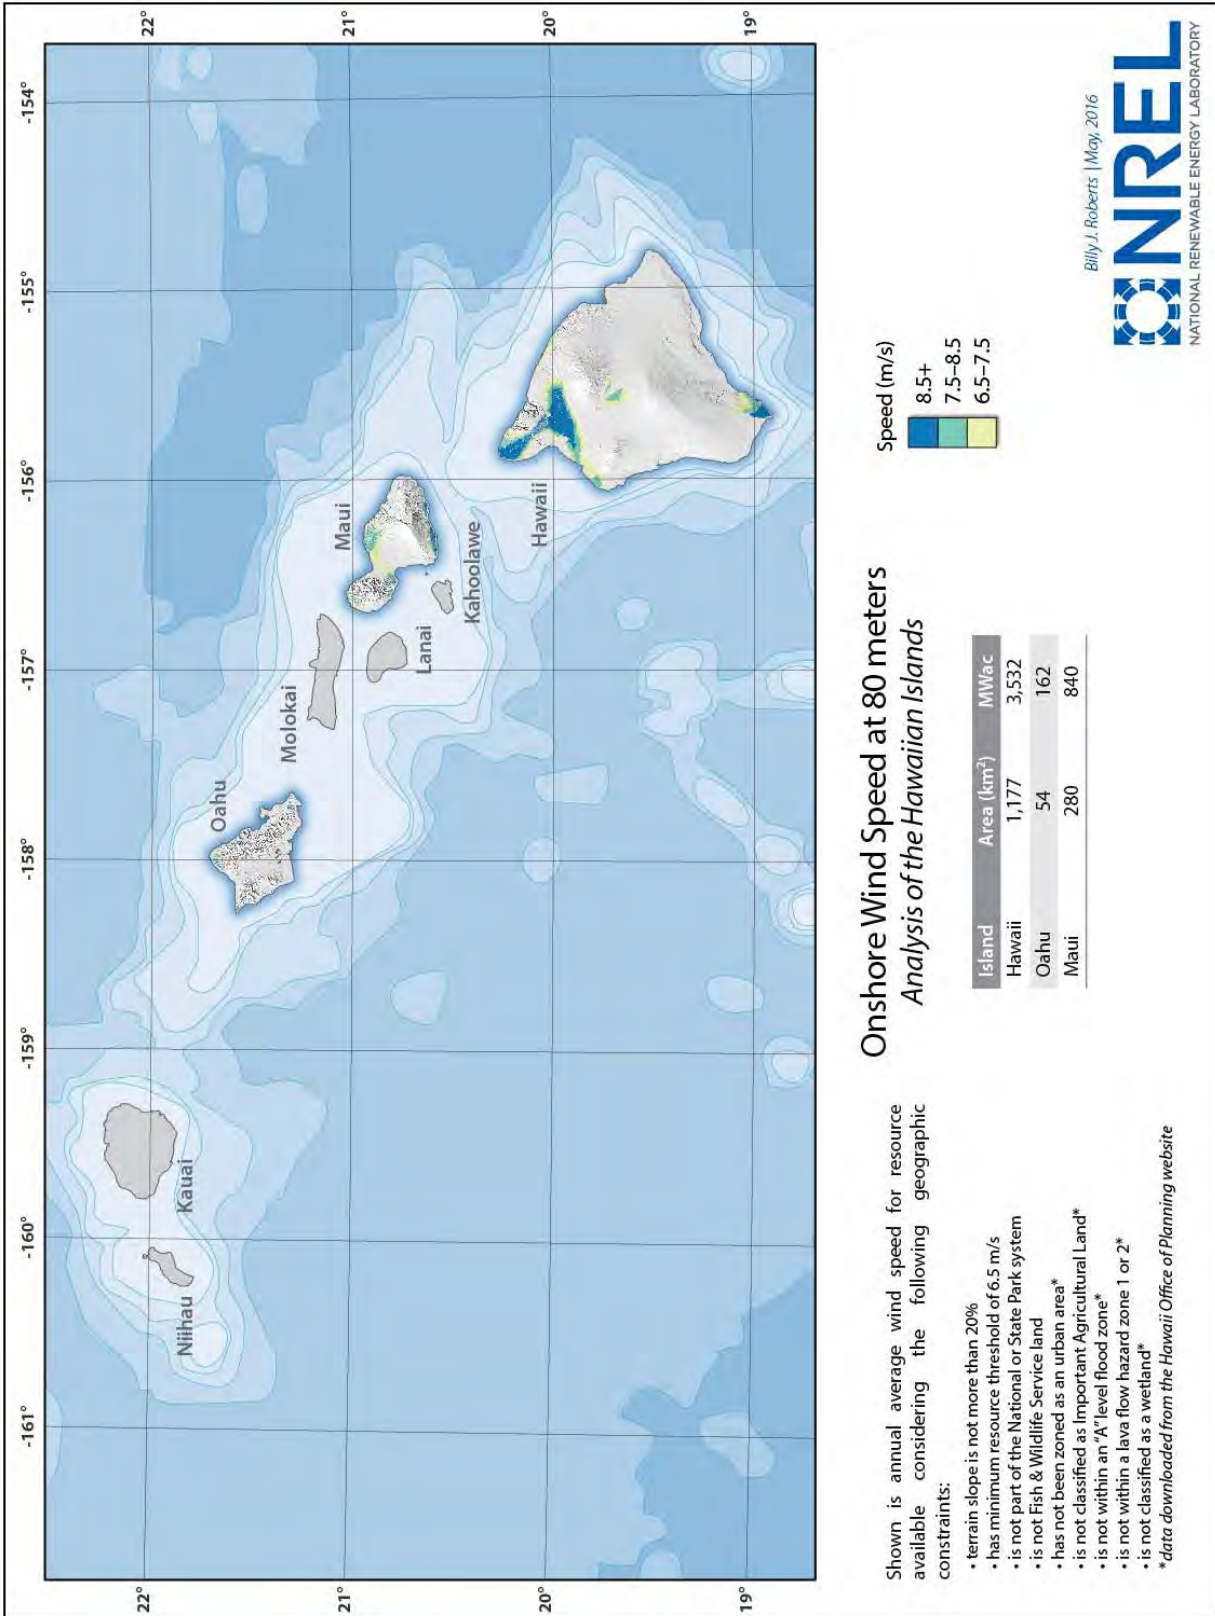 -161°
-160°
-159°
-158°
-157°
-156°
-155°
-154°
22°
22°
21°
21°
20°
20°
19°
19°
Niihau
Kauai
Oahu
Molokai
Lanai
Maui
Kahoolawe
Hawaii
Shown is annual average wind speed for resource
available considering the following geographic
constraints:
• terrain slope is not more than 20%
• has minimum resource threshold of 6.5 m/s
• is not part of the National or State Park system
• is not Fish & Wildlife Service land
• has not been zoned as an urban area*
• is not classified as Important Agricultural Land*
• is not within an "A" level flood zone*
• is not within a lava flow hazard zone 1 or 2*
• is not classified as a wetland*
*data downloaded from the Hawaii Office of Planning website
Onshore Wind Speed at 80 meters
Analysis of the Hawaiian Islands
Island Area (km²) MWac
Hawaii 1,177 3,532
Oahu 54 162
Maui 280 840
Speed (m/s)
8.5+
7.5–8.5
6.5–7.5
Billy J. Roberts | May, 2016
NREL
NATIONAL RENEWABLE ENERGY LABORATORY